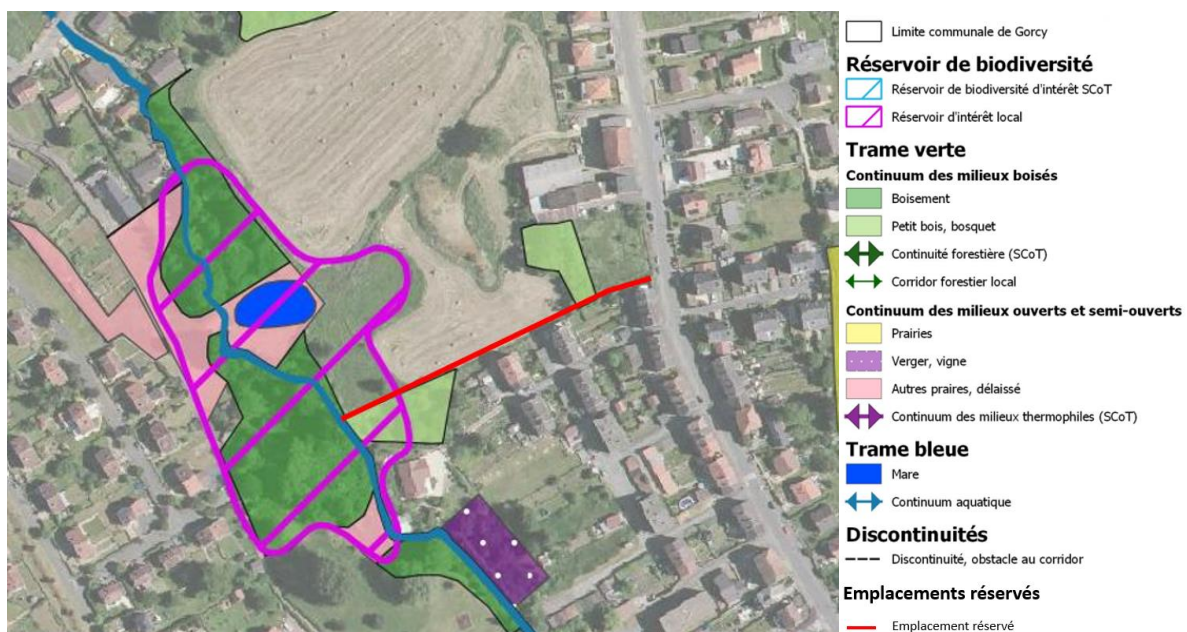 Limite communale de Gorcy
Réservoir de biodiversité
Réservoir de biodiversité d'intérêt SCoT
Réservoir d'intérêt local
Trame verte
Continuum des milieux boisés
Boisement
Petit bois, bosquet
Continuité forestière (SCoT)
Corridor forestier local
Continuum des milieux ouverts et semi-ouverts
Prairies
Verger, vigne
Autres praires, délaissé
Continuum des milieux thermophiles (SCoT)
Trame bleue
Mare
Continuum aquatique
Discontinuités
Discontinuité, obstacle au corridor
Emplacements réservés
Emplacement réservé